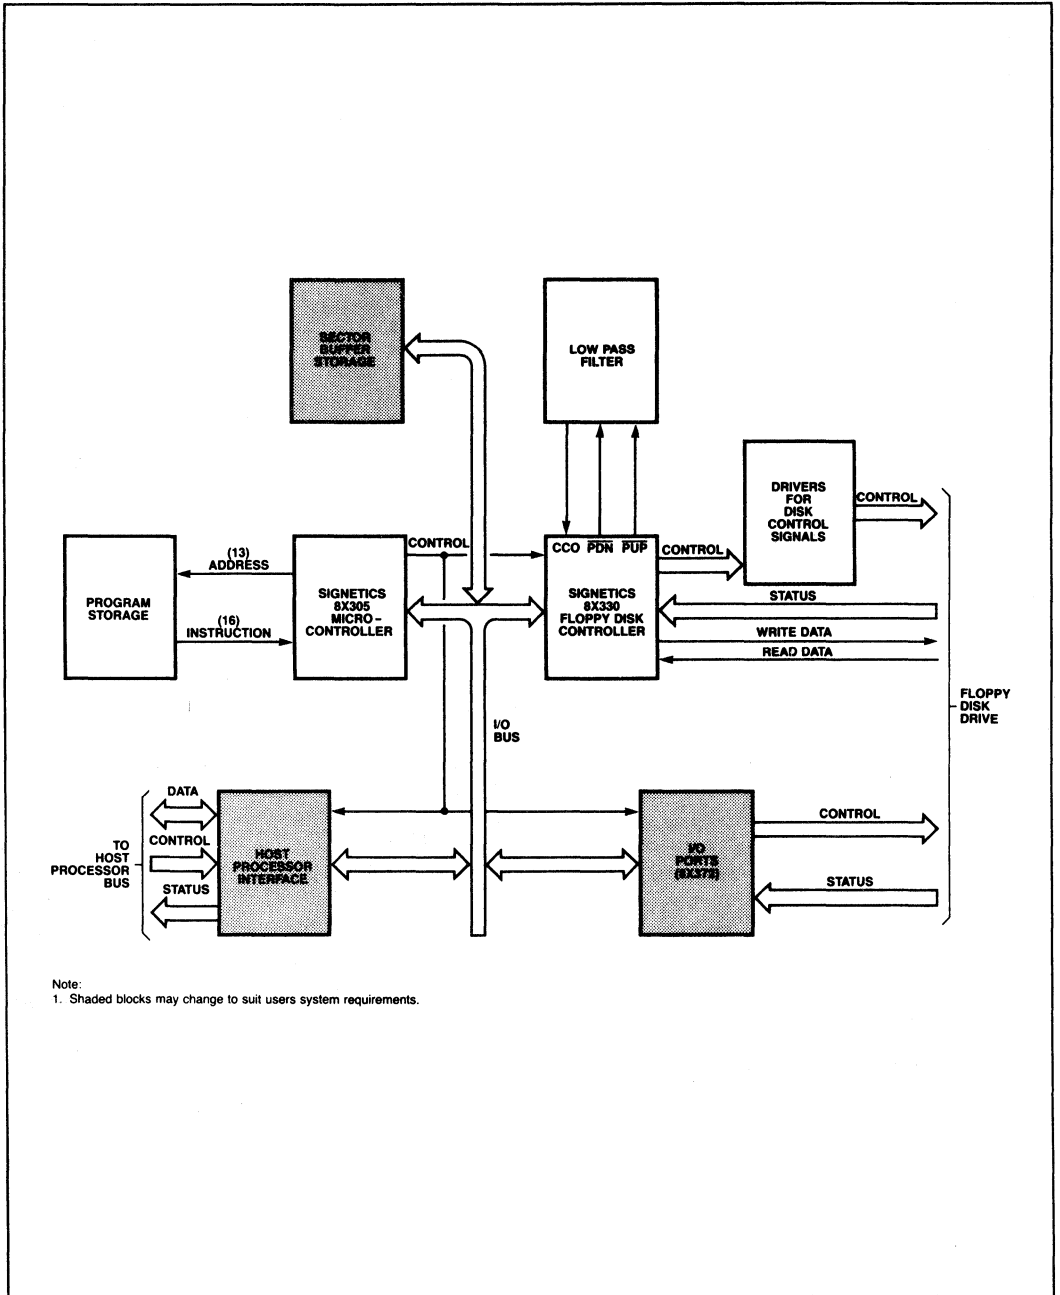 SECTOR
BUFFER
STORAGE
LOW PASS
FILTER
DRIVERS
FOR
DISK
CONTROL
SIGNALS
CONTROL
(13)
ADDRESS
CONTROL
CCO PDN PUP
CONTROL
PROGRAM
STORAGE
SIGNETICS
8X305
MICRO-
CONTROLLER
SIGNETICS
8X330
FLOPPY DISK
CONTROLLER
STATUS
(16)
INSTRUCTION
WRITE DATA
READ DATA
FLOPPY
DISK
DRIVE
I/O
BUS
DATA
CONTROL
STATUS
TO
HOST
PROCESSOR
BUS
HOST
PROCESSOR
INTERFACE
I/O
PORTS
(8X372)
CONTROL
STATUS
Note:
1. Shaded blocks may change to suit users system requirements.